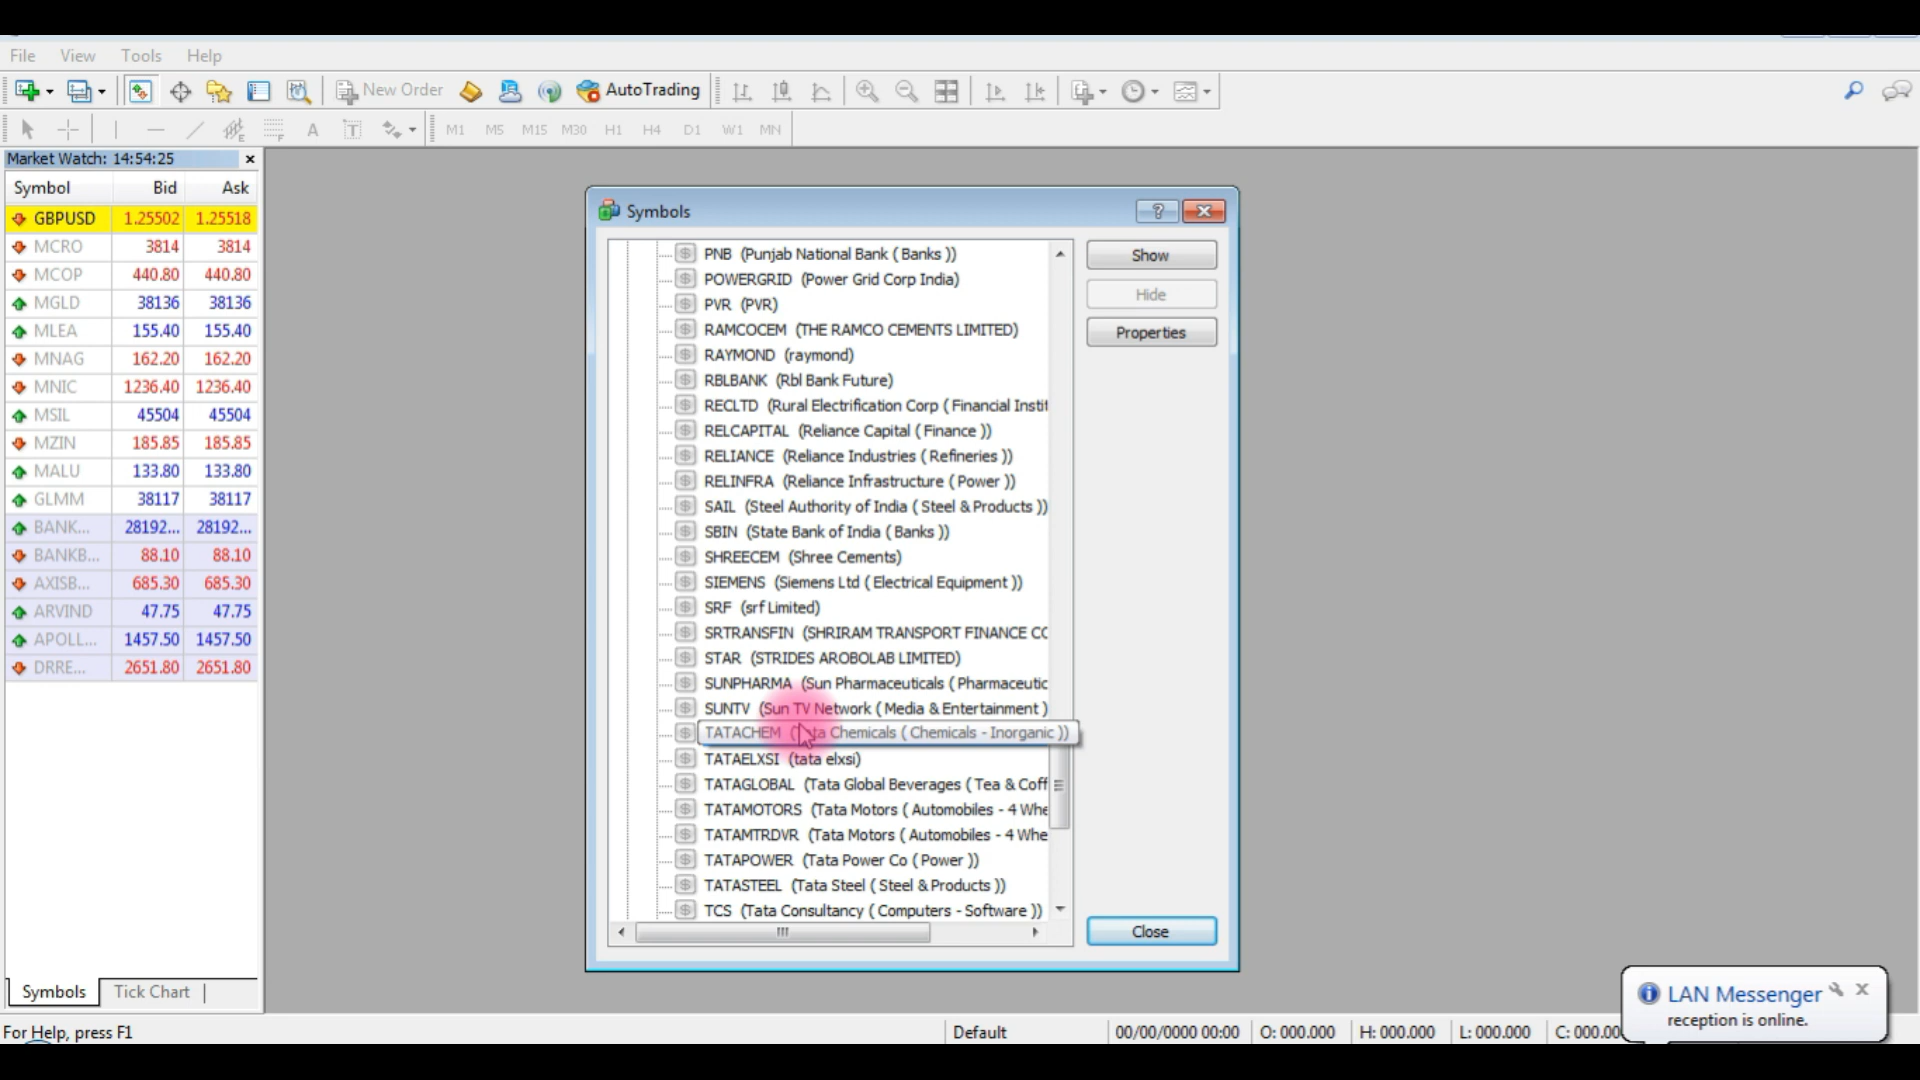 File View Tools Help
New Order AutoTrading
A T M1 M5 M15 M30 H1 H4 D1 W1 MN
Market Watch: 14:54:25
Symbol Bid Ask
GBPUSD 1.25502 1.25518
MCRO 3814 3814
MCOP 440.80 440.80
MGLD 38136 38136
MLEA 155.40 155.40
MNAG 162.20 162.20
MNIC 1236.40 1236.40
MSIL 45504 45504
MZIN 185.85 185.85
MALU 133.80 133.80
GLMM 38117 38117
BANK... 28192... 28192...
BANKB... 88.10 88.10
AXISB... 685.30 685.30
ARVIND 47.75 47.75
APOLL... 1457.50 1457.50
DRRE... 2651.80 2651.80
Symbols Tick Chart
Symbols
PNB (Punjab National Bank ( Banks ))
POWERGRID (Power Grid Corp India)
PVR (PVR)
RAMCOCEM (THE RAMCO CEMENTS LIMITED)
RAYMOND (raymond)
RBLBANK (Rbl Bank Future)
RECLTD (Rural Electrification Corp ( Financial Instit
RELCAPITAL (Reliance Capital ( Finance ))
RELIANCE (Reliance Industries ( Refineries ))
RELINFRA (Reliance Infrastructure ( Power ))
SAIL (Steel Authority of India ( Steel & Products ))
SBIN (State Bank of India ( Banks ))
SHREECEM (Shree Cements)
SIEMENS (Siemens Ltd ( Electrical Equipment ))
SRF (srf Limited)
SRTRANSFIN (SHRIRAM TRANSPORT FINANCE CO
STAR (STRIDES AROBOLAB LIMITED)
SUNPHARMA (Sun Pharmaceuticals ( Pharmaceutic
SUNTV (Sun TV Network ( Media & Entertainment )
TATACHEM (Tata Chemicals ( Chemicals - Inorganic ))
TATAELXSI (tata elxsi)
TATAGLOBAL (Tata Global Beverages ( Tea & Coff
TATAMOTORS (Tata Motors ( Automobiles - 4 Whe
TATAMTRDVR (Tata Motors ( Automobiles - 4 Whe
TATAPOWER (Tata Power Co ( Power ))
TATASTEEL (Tata Steel ( Steel & Products ))
TCS (Tata Consultancy ( Computers - Software ))
Show
Hide
Properties
Close
LAN Messenger
reception is online.
For Help, press F1 Default 00/00/0000 00:00 O: 000.000 H: 000.000 L: 000.000 C: 000.00